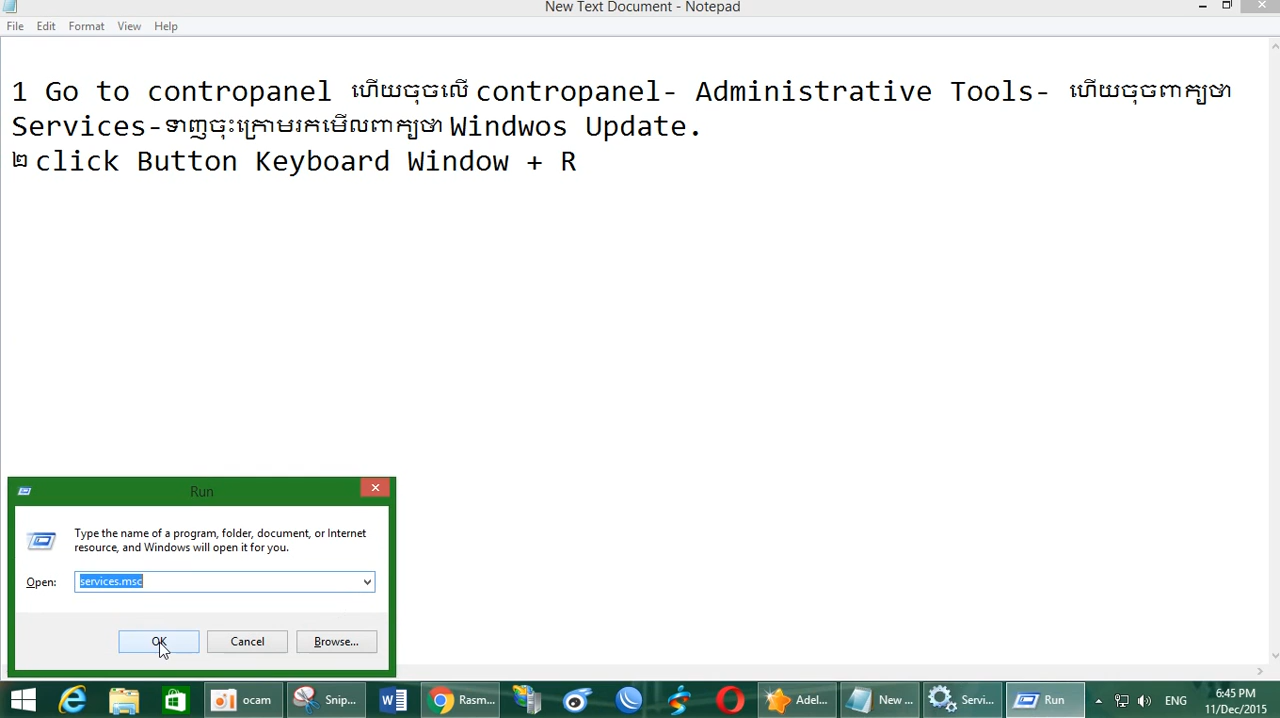 New Text Document - Notepad
File Edit Format View Help
1 Go to contropanel ហើយចុចលើ contropanel- Administrative Tools- ហើយចុចពាក្យថា
Services-ទាញចុះក្រោមរកមើលពាក្យថា Windwos Update.
២ click Button Keyboard Window + R
Run
Type the name of a program, folder, document, or Internet
resource, and Windows will open it for you.
Open: services.msc
OK Cancel Browse...
ocam Snip... Rasm... Adel... New ... Servi... Run ENG 6:45 PM
11/Dec/2015